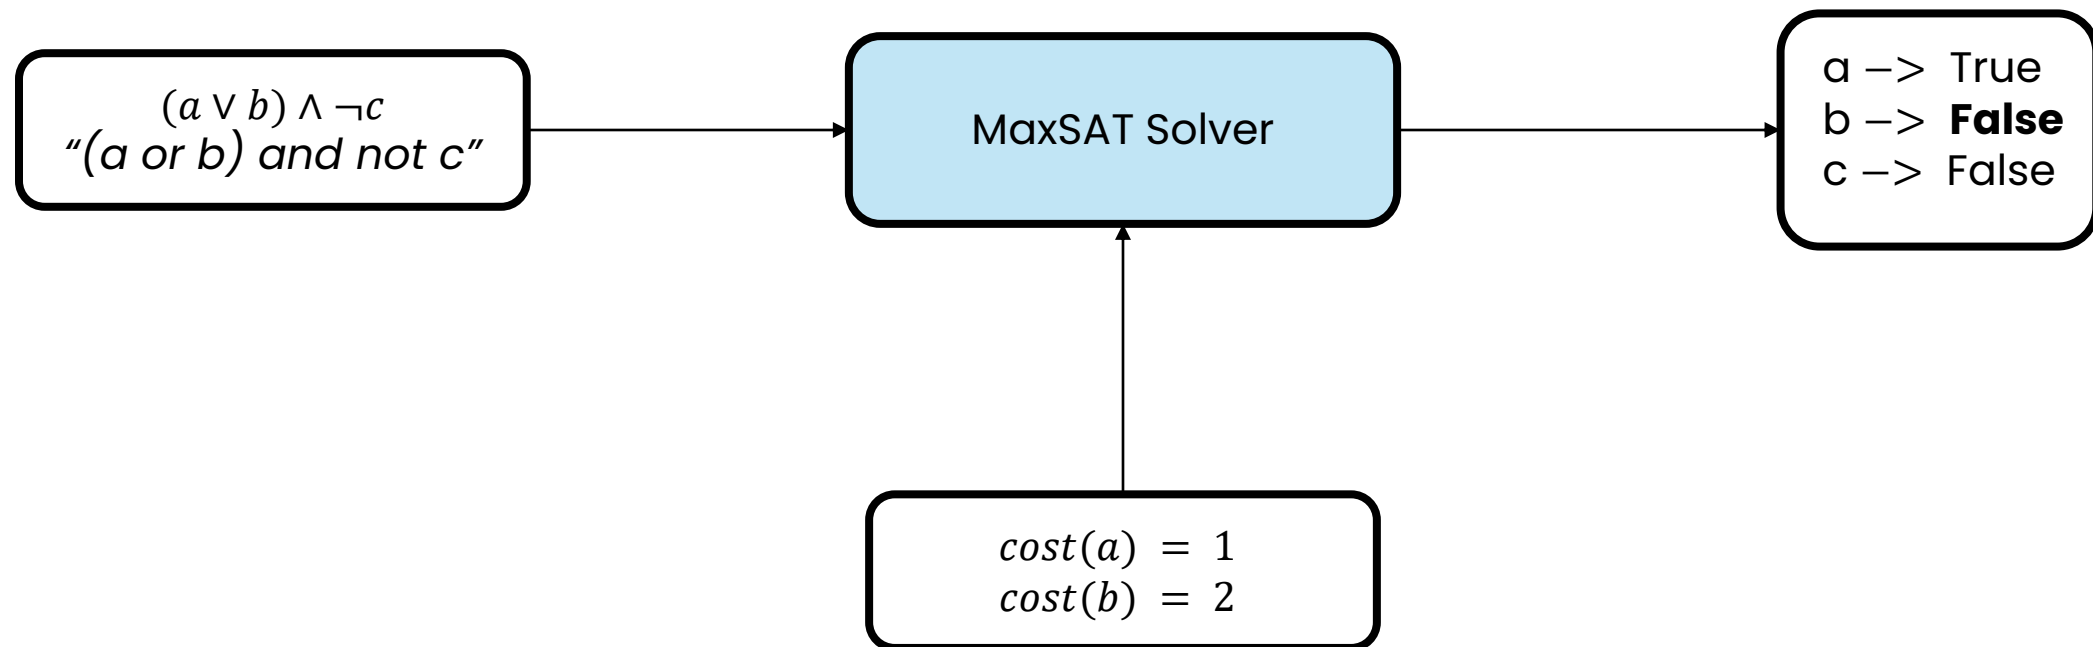 (a ∨ b) ∧ ¬c
“(a or b) and not c”
MaxSAT Solver
a –> True
b –> False
c –> False
cost(a) = 1
cost(b) = 2